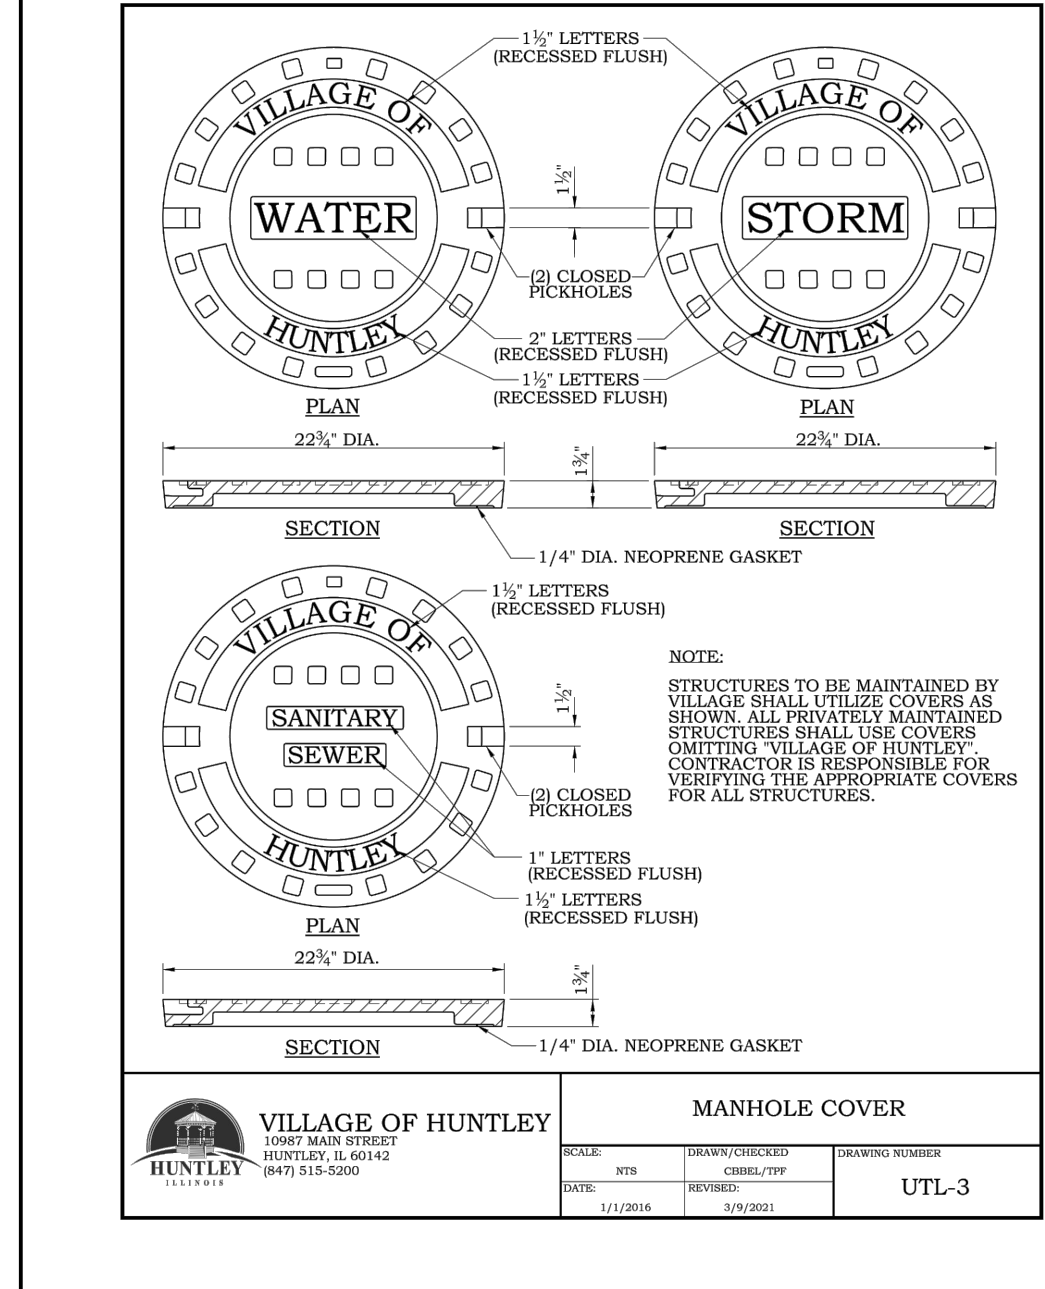 1½" LETTERS
(RECESSED FLUSH)
VILLAGE OF
WATER
HUNTLEY
VILLAGE OF
STORM
HUNTLEY
1½"
(2) CLOSED
PICKHOLES
2" LETTERS
(RECESSED FLUSH)
1½" LETTERS
(RECESSED FLUSH)
PLAN
PLAN
22¾" DIA.
1¾"
22¾" DIA.
SECTION
SECTION
1/4" DIA. NEOPRENE GASKET
1½" LETTERS
(RECESSED FLUSH)
VILLAGE OF
SANITARY
SEWER
HUNTLEY
1½"
(2) CLOSED
PICKHOLES
1" LETTERS
(RECESSED FLUSH)
1½" LETTERS
(RECESSED FLUSH)
PLAN
NOTE:
STRUCTURES TO BE MAINTAINED BY
VILLAGE SHALL UTILIZE COVERS AS
SHOWN. ALL PRIVATELY MAINTAINED
STRUCTURES SHALL USE COVERS
OMITTING "VILLAGE OF HUNTLEY".
CONTRACTOR IS RESPONSIBLE FOR
VERIFYING THE APPROPRIATE COVERS
FOR ALL STRUCTURES.
22¾" DIA.
1¾"
SECTION
1/4" DIA. NEOPRENE GASKET
HUNTLEY
ILLINOIS
VILLAGE OF HUNTLEY
10987 MAIN STREET
HUNTLEY, IL 60142
(847) 515-5200
MANHOLE COVER
SCALE:
NTS
DRAWN/CHECKED
CBBEL/TPF
DRAWING NUMBER
UTL-3
DATE:
1/1/2016
REVISED:
3/9/2021